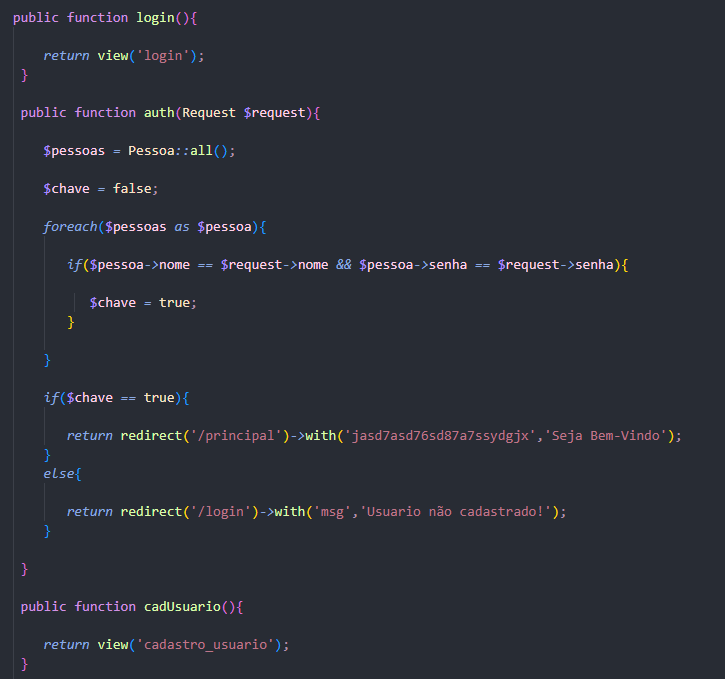 public function login(){
return view('login');
}
public function auth(Request $request){
$pessoas = Pessoa::all();
$chave = false;
foreach($pessoas as $pessoa){
if($pessoa->nome == $request->nome && $pessoa->senha == $request->senha){
$chave = true;
}
}
if($chave == true){
return redirect('/principal')->with('jasd7asd76sd87a7ssydgjx','Seja Bem-Vindo');
}
else{
return redirect('/login')->with('msg','Usuario não cadastrado!');
}
}
public function cadUsuario(){
return view('cadastro_usuario');
}